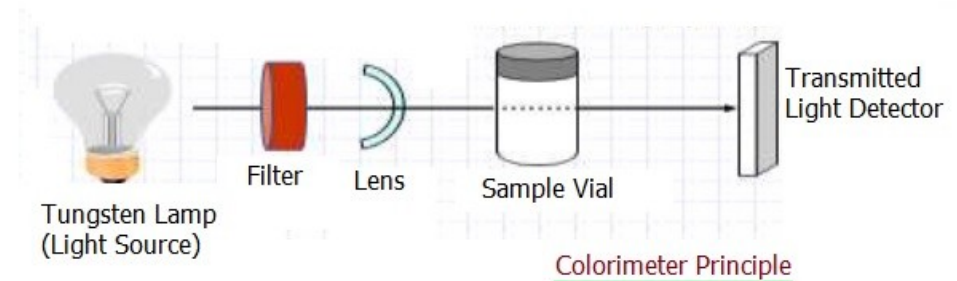 Tungsten Lamp
(Light Source)
Filter
Lens
Sample Vial
Transmitted
Light Detector
Colorimeter Principle